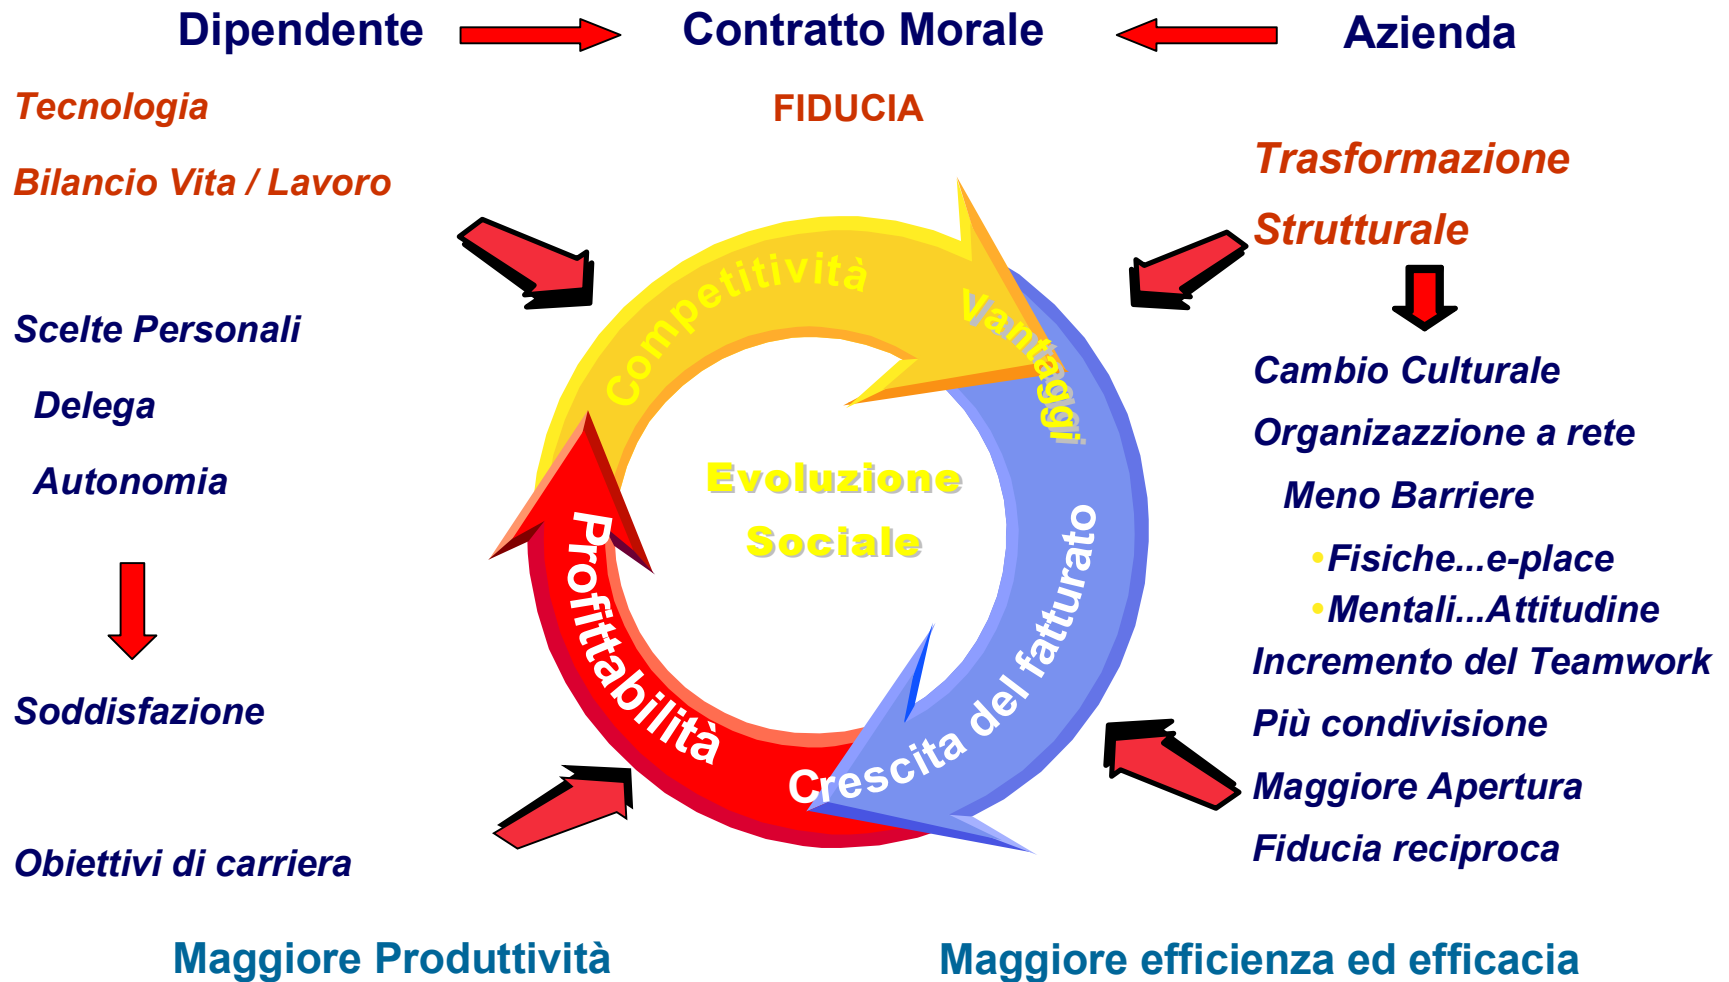 Dipendente
Contratto Morale
Azienda
Tecnologia
FIDUCIA
Bilancio Vita / Lavoro
Trasformazione
Strutturale
Scelte Personali
Delega
Autonomia
Soddisfazione
Obiettivi di carriera
Competitività
Vantaggi
Evoluzione
Sociale
Profittabilità
Crescita del fatturato
Cambio Culturale
Organizazzione a rete
Meno Barriere
•Fisiche...e-place
•Mentali...Attitudine
Incremento del Teamwork
Più condivisione
Maggiore Apertura
Fiducia reciproca
Maggiore Produttività
Maggiore efficienza ed efficacia